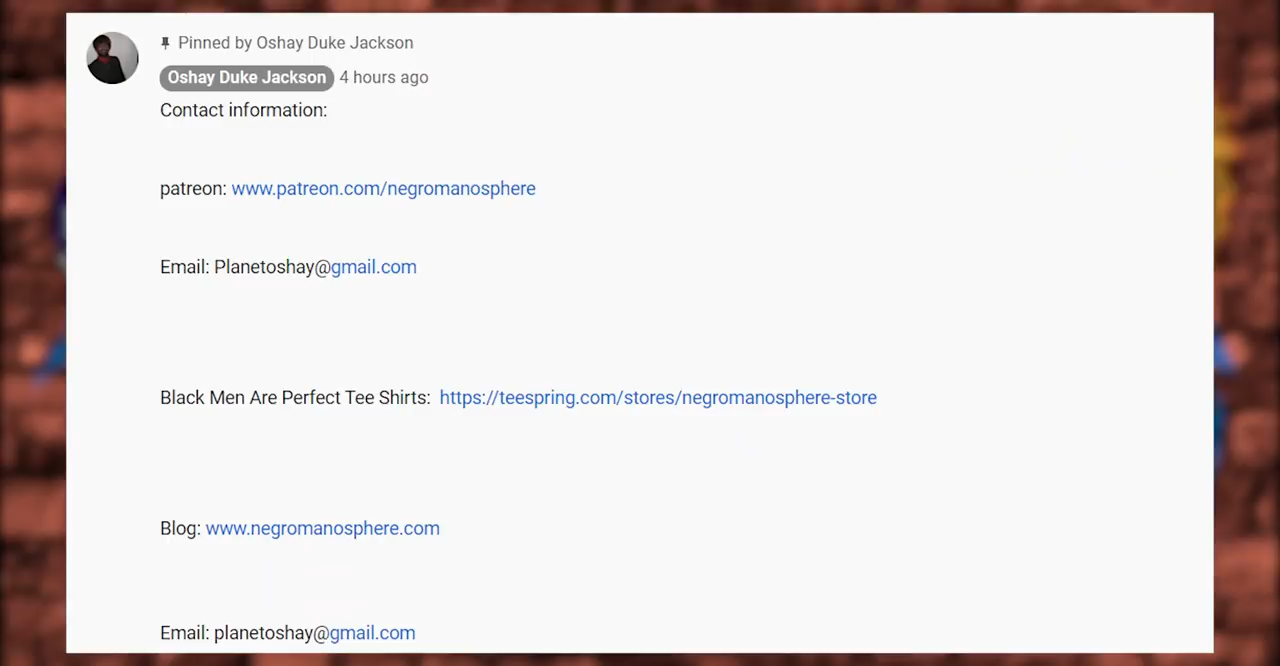 Pinned by Oshay Duke Jackson
Oshay Duke Jackson 4 hours ago
Contact information:
patreon: www.patreon.com/negromanosphere
Email: Planetoshay@gmail.com
Black Men Are Perfect Tee Shirts: https://teespring.com/stores/negromanosphere-store
Blog: www.negromanosphere.com
Email: planetoshay@gmail.com